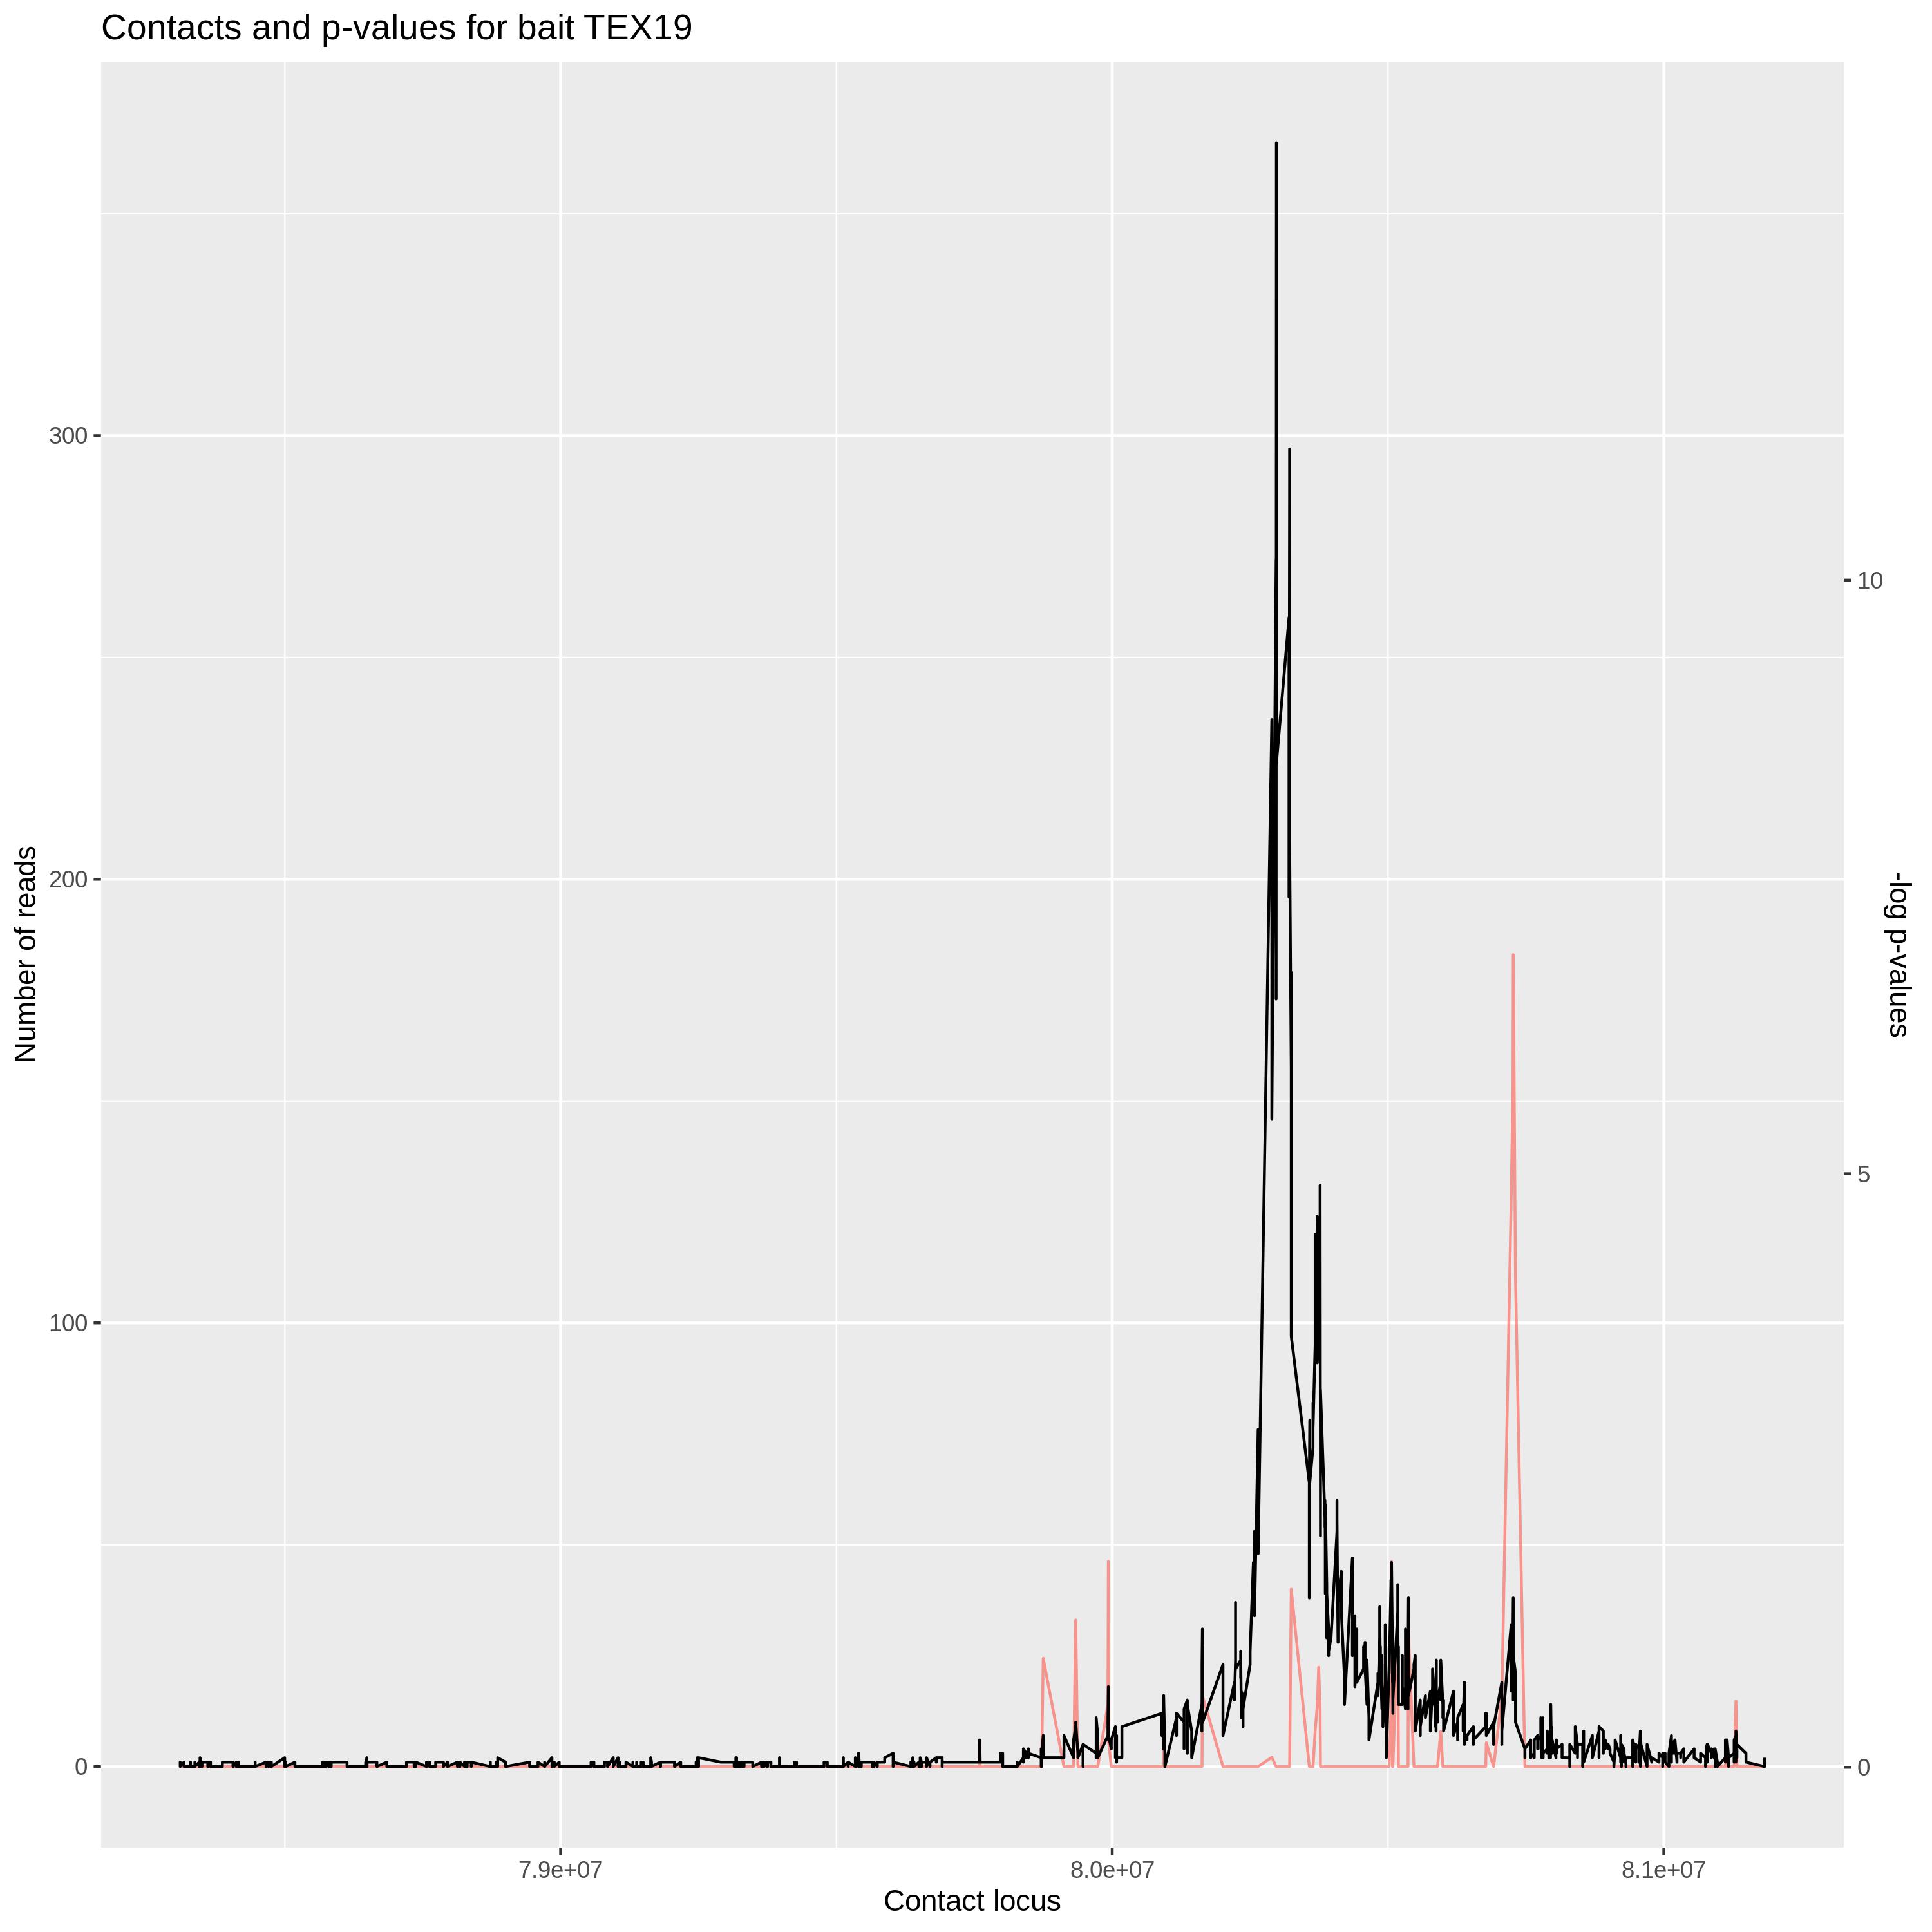 Contacts and p-values for bait TEX19
Number of reads
300
200
100
0
10
5
0
-log p-values
7.9e+07
8.0e+07
8.1e+07
Contact locus